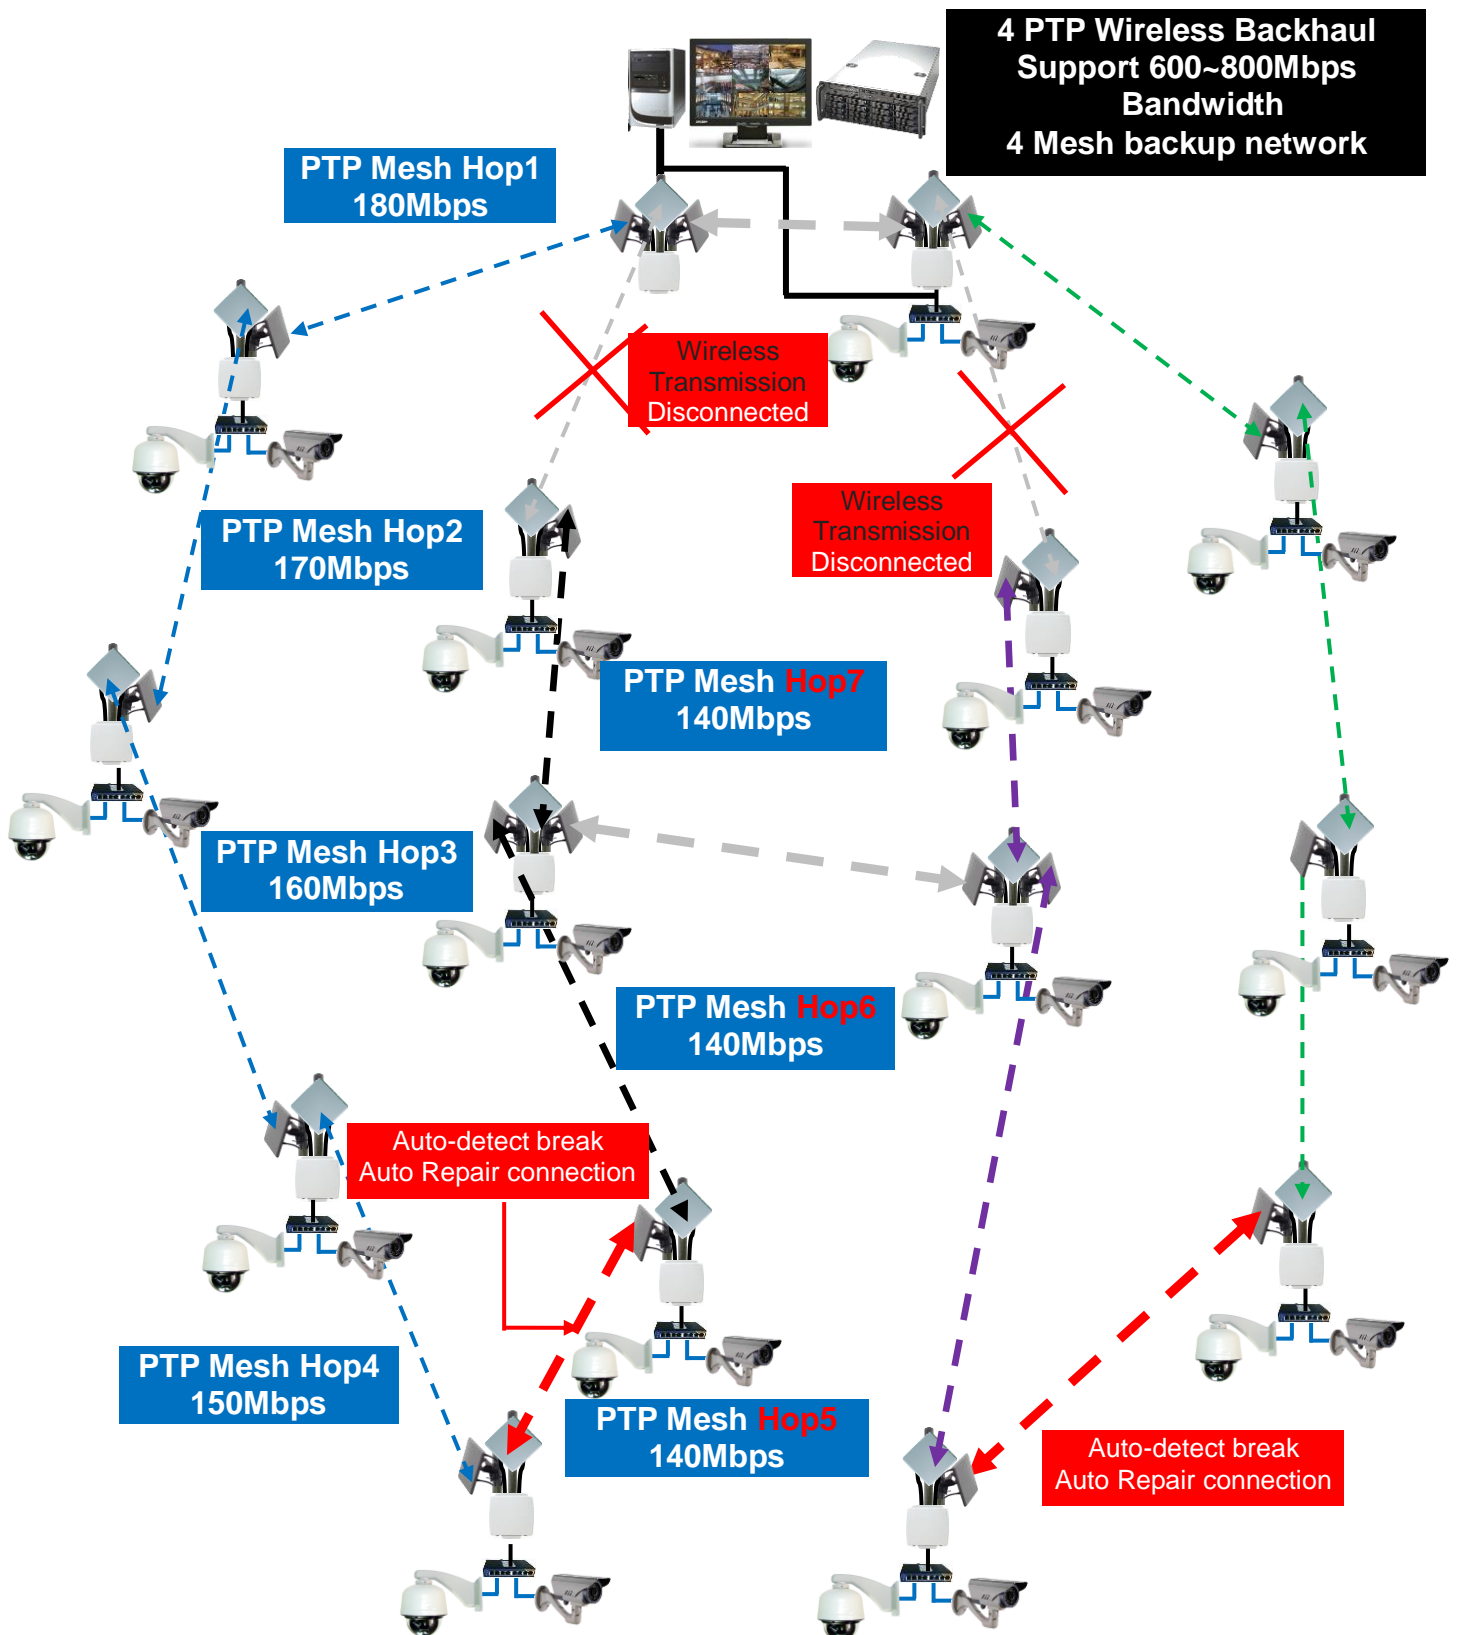 4 PTP Wireless Backhaul
Support 600~800Mbps
Bandwidth
4 Mesh backup network
PTP Mesh Hop1
180Mbps
Wireless
Transmission
Disconnected
Wireless
Transmission
Disconnected
PTP Mesh Hop2
170Mbps
PTP Mesh Hop7
140Mbps
PTP Mesh Hop3
160Mbps
PTP Mesh Hop6
140Mbps
Auto-detect break
Auto Repair connection
PTP Mesh Hop4
150Mbps
PTP Mesh Hop5
140Mbps
Auto-detect break
Auto Repair connection